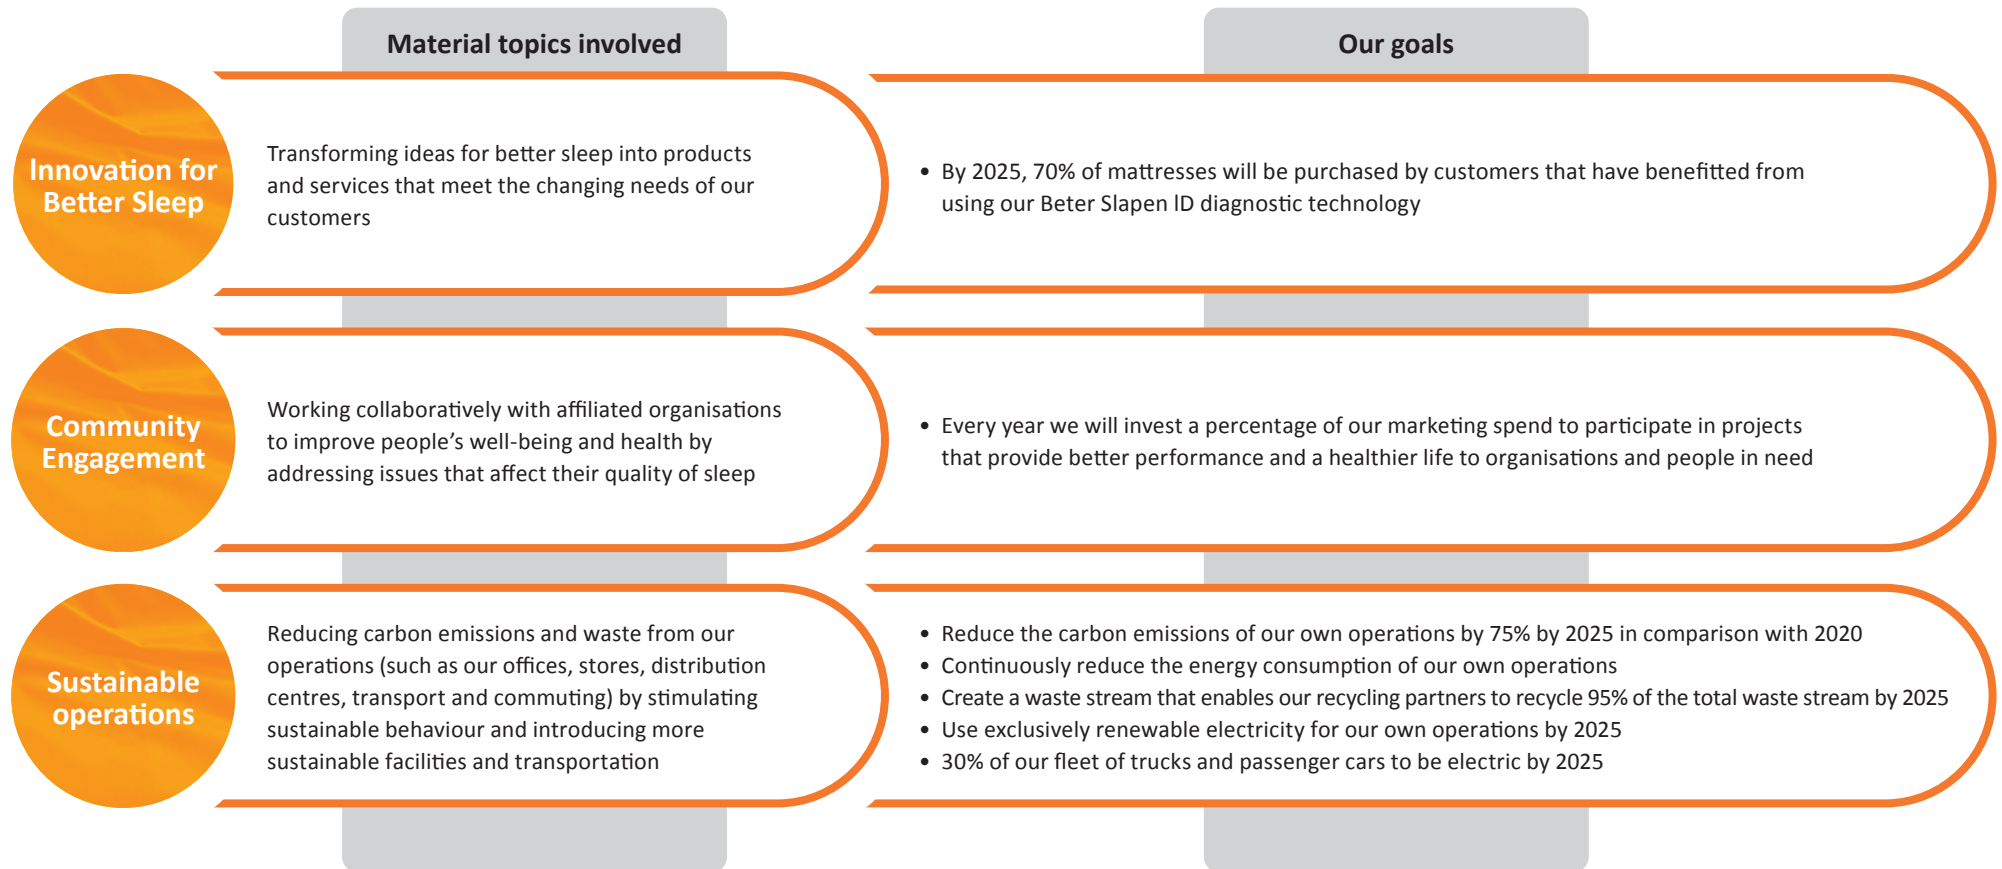 Material topics involved
Our goals
Innovation for
Better Sleep
Transforming ideas for better sleep into products
and services that meet the changing needs of our
customers
• By 2025, 70% of mattresses will be purchased by customers that have benefitted from
using our Beter Slapen ID diagnostic technology
Community
Engagement
Working collaboratively with affiliated organisations
to improve people’s well-being and health by
addressing issues that affect their quality of sleep
• Every year we will invest a percentage of our marketing spend to participate in projects
that provide better performance and a healthier life to organisations and people in need
Sustainable
operations
Reducing carbon emissions and waste from our
operations (such as our offices, stores, distribution
centres, transport and commuting) by stimulating
sustainable behaviour and introducing more
sustainable facilities and transportation
• Reduce the carbon emissions of our own operations by 75% by 2025 in comparison with 2020
• Continuously reduce the energy consumption of our own operations
• Create a waste stream that enables our recycling partners to recycle 95% of the total waste stream by 2025
• Use exclusively renewable electricity for our own operations by 2025
• 30% of our fleet of trucks and passenger cars to be electric by 2025